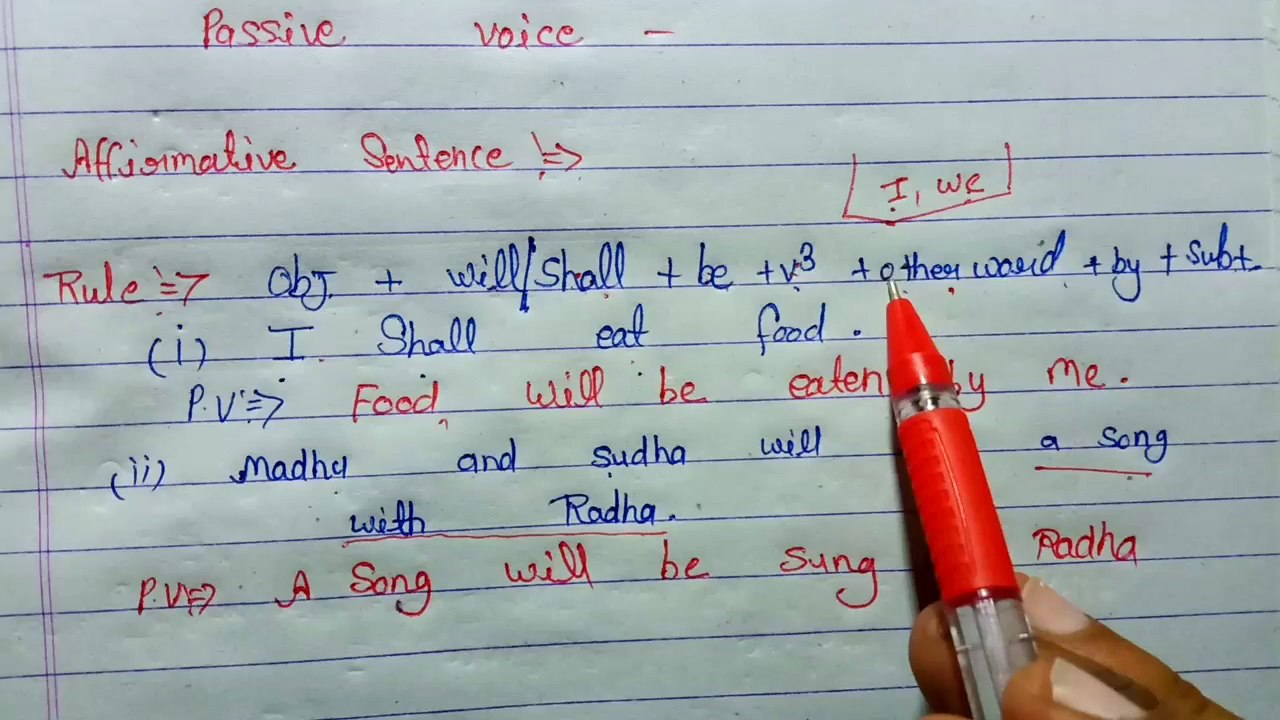 Passive voice -
Affirmative Sentence :=>
I, we
Rule :=> Obj. + will/Shall + be + v³ + other word + by + Subt.
(i) I Shall eat food.
P.V :=> Food will be eaten by me.
(ii) Madhu and sudha will a song
with Radha.
P.V => A Song will be sung Radha